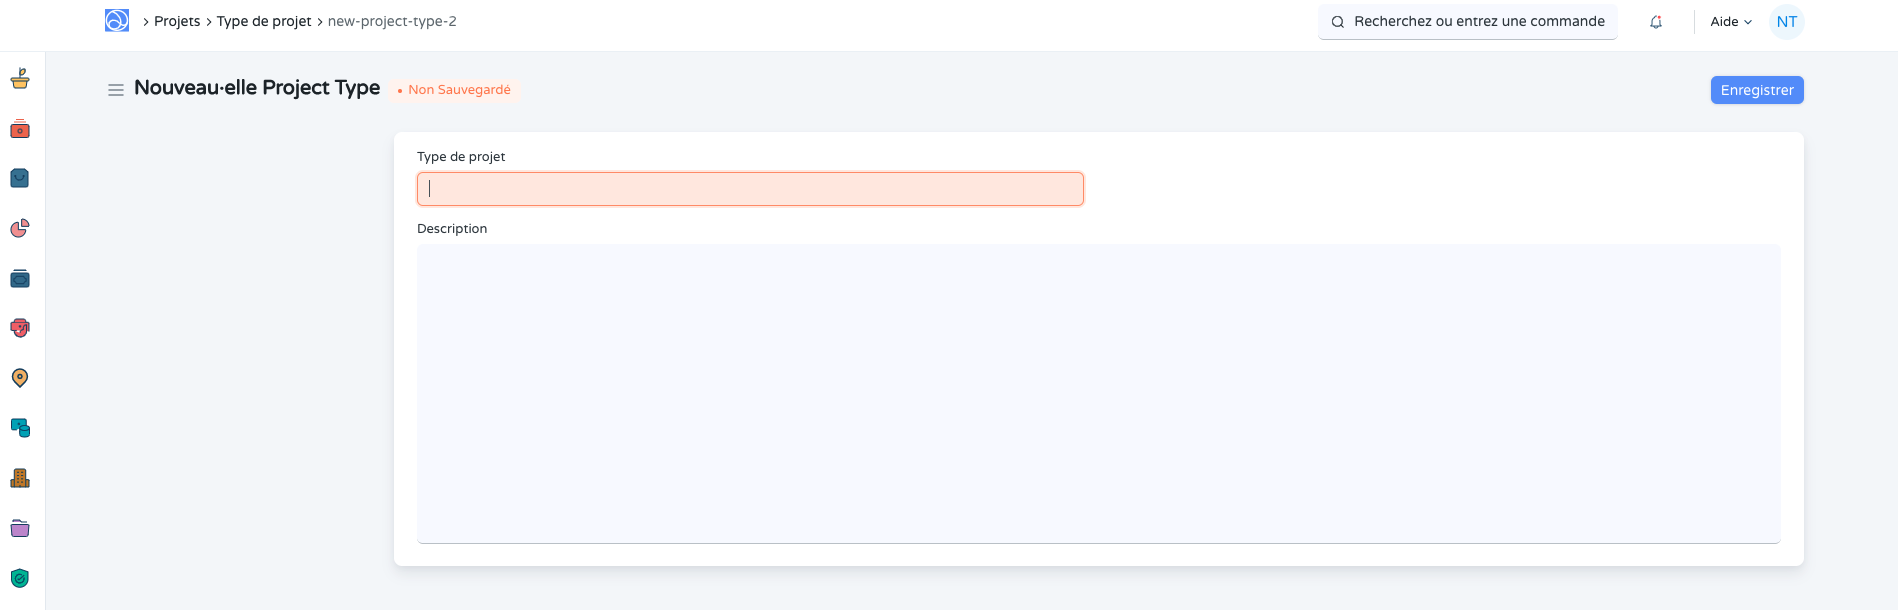 Projets Type de projet new-project-type-2 Recherchez ou entrez une commande Aide NT
Nouveau·elle Project Type Non Sauvegardé Enregistrer
Type de projet
Description